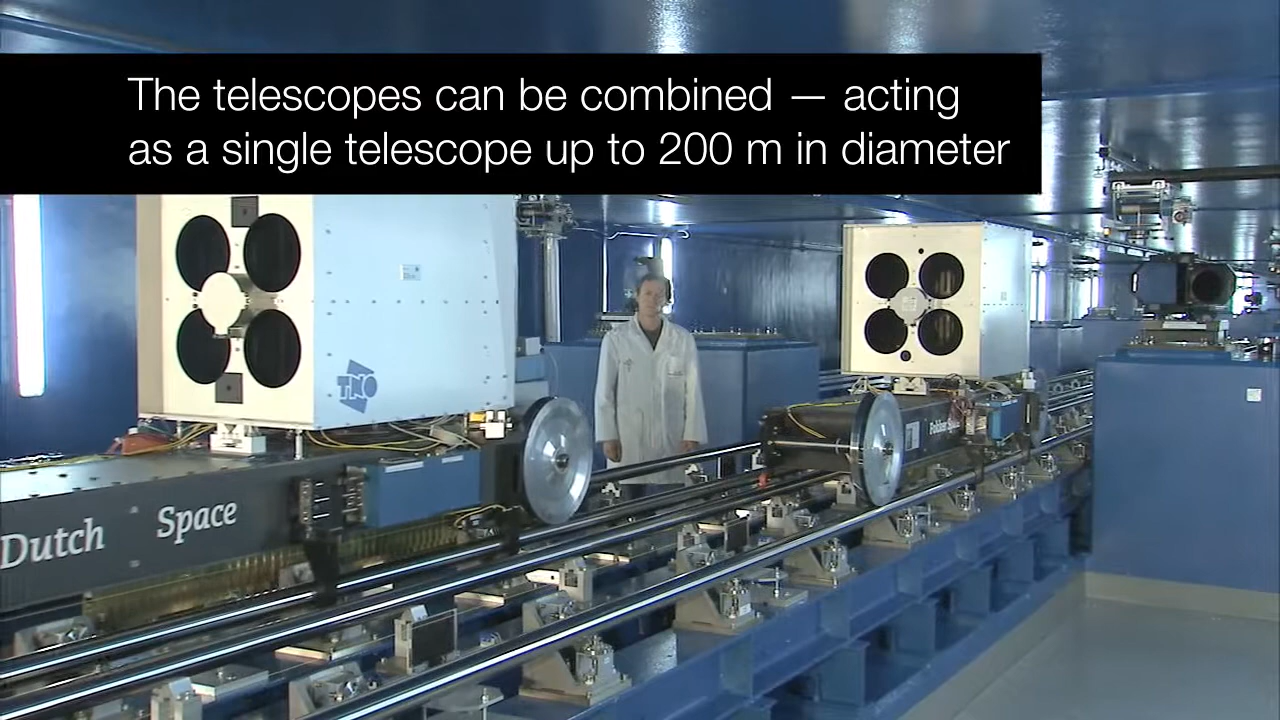 The telescopes can be combined — acting
as a single telescope up to 200 m in diameter
TNO
Dutch Space